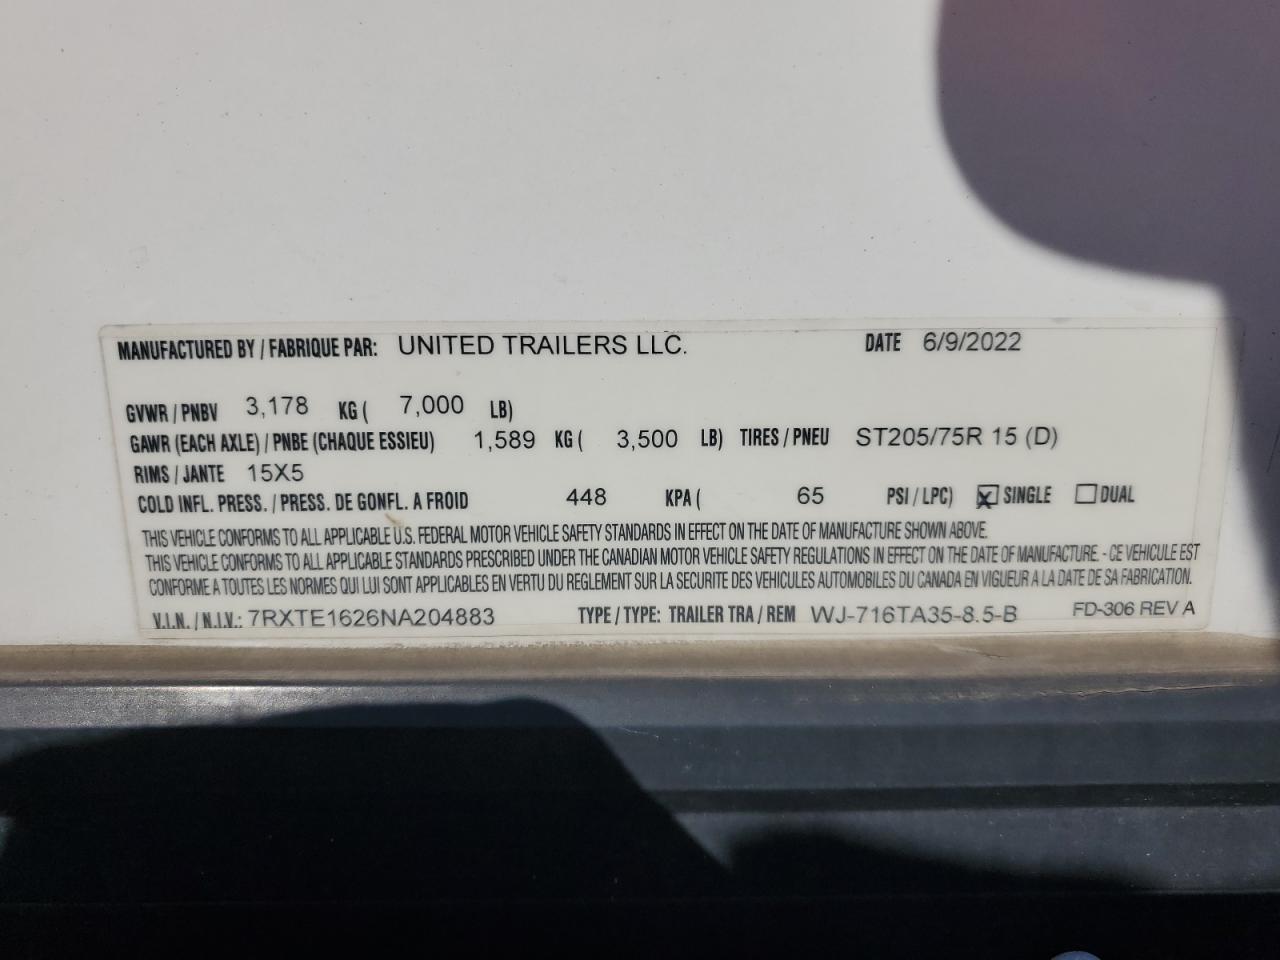 MANUFACTURED BY / FABRIQUE PAR: UNITED TRAILERS LLC. DATE 6/9/2022
GVWR / PNBV 3,178 KG ( 7,000 LB)
GAWR (EACH AXLE) / PNBE (CHAQUE ESSIEU) 1,589 KG ( 3,500 LB) TIRES / PNEU ST205/75R 15 (D)
RIMS / JANTE 15X5
COLD INFL. PRESS. / PRESS. DE GONFL. A FROID 448 KPA ( 65 PSI / LPC) ☒ SINGLE ☐ DUAL
THIS VEHICLE CONFORMS TO ALL APPLICABLE U.S. FEDERAL MOTOR VEHICLE SAFETY STANDARDS IN EFFECT ON THE DATE OF MANUFACTURE SHOWN ABOVE.
THIS VEHICLE CONFORMS TO ALL APPLICABLE STANDARDS PRESCRIBED UNDER THE CANADIAN MOTOR VEHICLE SAFETY REGULATIONS IN EFFECT ON THE DATE OF MANUFACTURE. - CE VEHICULE EST
CONFORME A TOUTES LES NORMES QUI LUI SONT APPLICABLES EN VERTU DU REGLEMENT SUR LA SECURITE DES VEHICULES AUTOMOBILES DU CANADA EN VIGUEUR A LA DATE DE SA FABRICATION.
V.I.N. / N.I.V.: 7RXTE1626NA204883 TYPE / TYPE: TRAILER TRA / REM WJ-716TA35-8.5-B FD-306 REV A